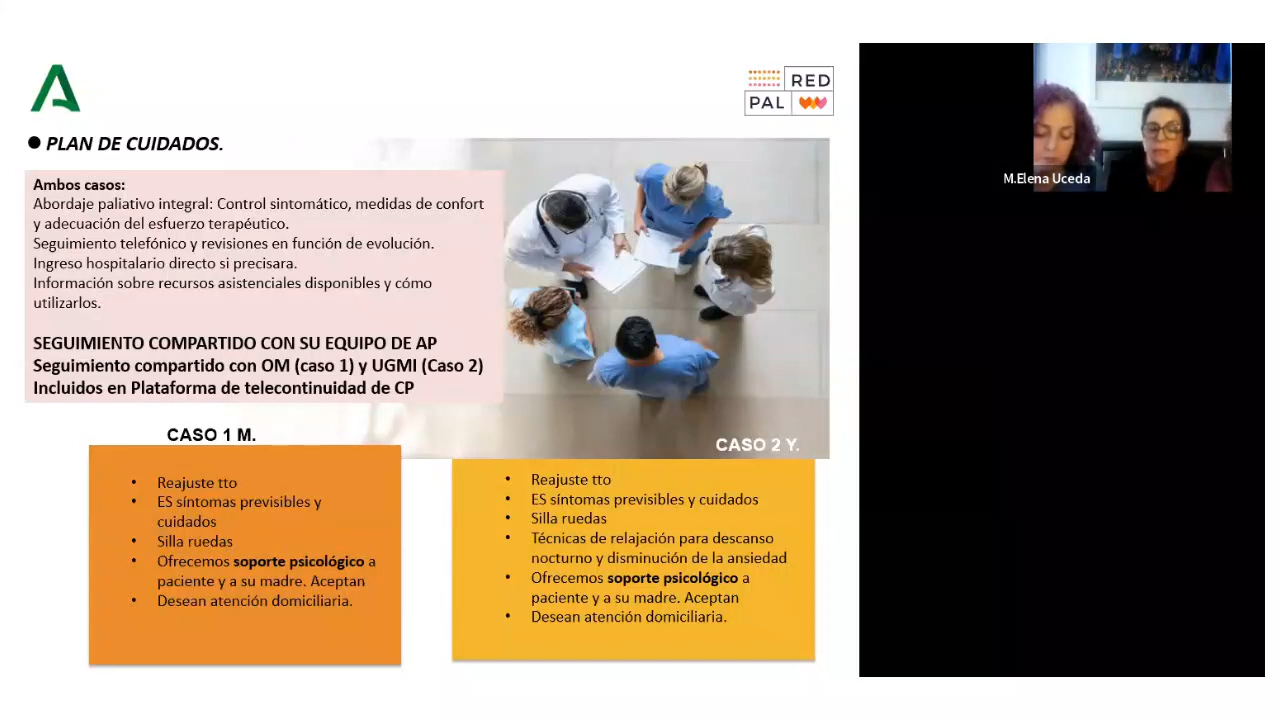 RED
PAL
PLAN DE CUIDADOS.
Ambos casos:
Abordaje paliativo integral: Control sintomático, medidas de confort
y adecuación del esfuerzo terapéutico.
Seguimiento telefónico y revisiones en función de evolución.
Ingreso hospitalario directo si precisara.
Información sobre recursos asistenciales disponibles y cómo
utilizarlos.
SEGUIMIENTO COMPARTIDO CON SU EQUIPO DE AP
Seguimiento compartido con OM (caso 1) y UGMI (Caso 2)
Incluidos en Plataforma de telecontinuidad de CP
CASO 1 M.
• Reajuste tto
• ES síntomas previsibles y
cuidados
• Silla ruedas
• Ofrecemos soporte psicológico a
paciente y a su madre. Aceptan
• Desean atención domiciliaria.
CASO 2 Y.
• Reajuste tto
• ES síntomas previsibles y cuidados
• Silla ruedas
• Técnicas de relajación para descanso
nocturno y disminución de la ansiedad
• Ofrecemos soporte psicológico a
paciente y a su madre. Aceptan
• Desean atención domiciliaria.
M.Elena Uceda